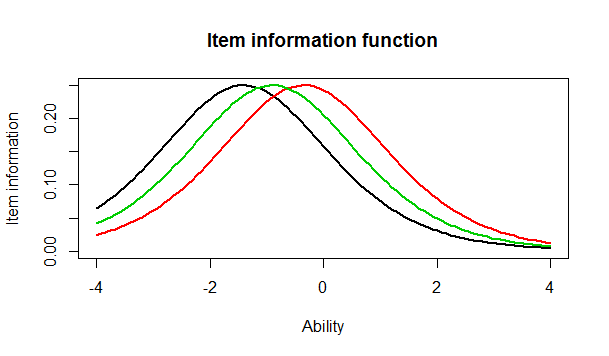 Item information function
Item information
0.20
0.10
0.00
-4 -2 0 2 4
Ability